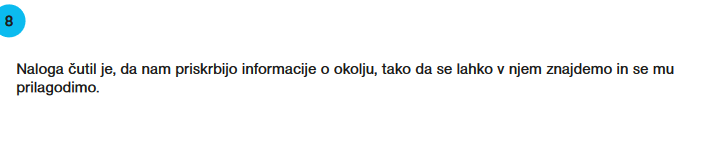 8
Naloga čutil je, da nam priskrbijo informacije o okolju, tako da se lahko v njem znajdemo in se mu
prilagodimo.